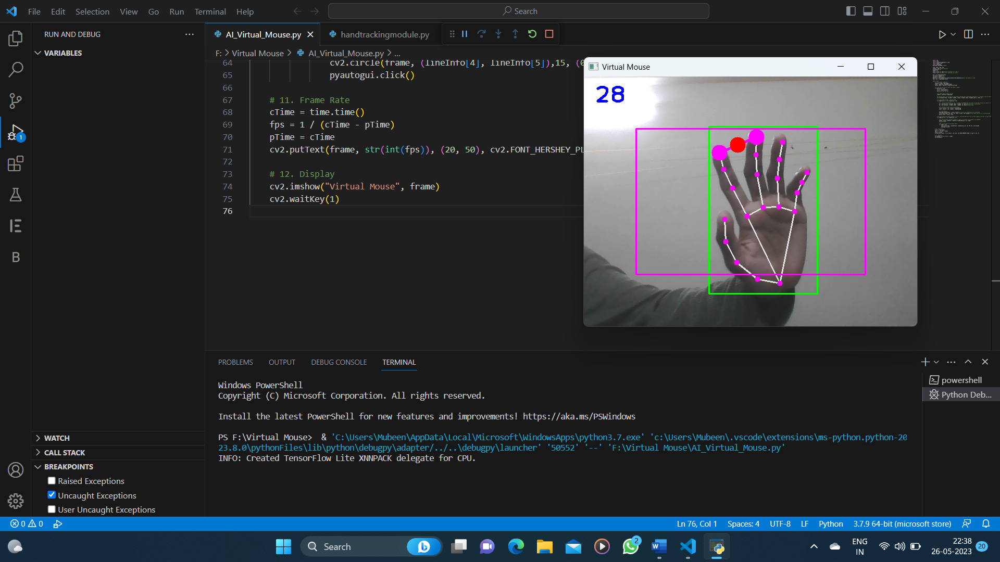 File Edit Selection View Go Run Terminal Help
Search
RUN AND DEBUG
VARIABLES
WATCH
CALL STACK
BREAKPOINTS
Raised Exceptions
Uncaught Exceptions
User Uncaught Exceptions
1
B
AI_Virtual_Mouse.py handtrackingmodule.py
F: > Virtual Mouse > AI_Virtual_Mouse.py > ...
64 cv2.circle(frame, (lineInfo[4], lineInfo[5]),15, (0
65 pyautogui.click()
66
67 # 11. Frame Rate
68 cTime = time.time()
69 fps = 1 / (cTime - pTime)
70 pTime = cTime
71 cv2.putText(frame, str(int(fps)), (20, 50), cv2.FONT_HERSHEY_PL
72
73 # 12. Display
74 cv2.imshow("Virtual Mouse", frame)
75 cv2.waitKey(1)
76
Virtual Mouse
28
PROBLEMS OUTPUT DEBUG CONSOLE TERMINAL
Windows PowerShell
Copyright (C) Microsoft Corporation. All rights reserved.
Install the latest PowerShell for new features and improvements! https://aka.ms/PSWindows
PS F:\Virtual Mouse>  & 'C:\Users\Mubeen\AppData\Local\Microsoft\WindowsApps\python3.7.exe' 'c:\Users\Mubeen\.vscode\extensions\ms-python.python-20
23.8.0\pythonFiles\lib\python\debugpy\adapter/../..\debugpy\launcher' '50552' '--' 'F:\Virtual Mouse\AI_Virtual_Mouse.py'
INFO: Created TensorFlow Lite XNNPACK delegate for CPU.
powershell
Python Deb...
0 0
Ln 76, Col 1 Spaces: 4 UTF-8 LF Python 3.7.9 64-bit (microsoft store)
Search
2
ENG
IN
22:38
26-05-2023
20